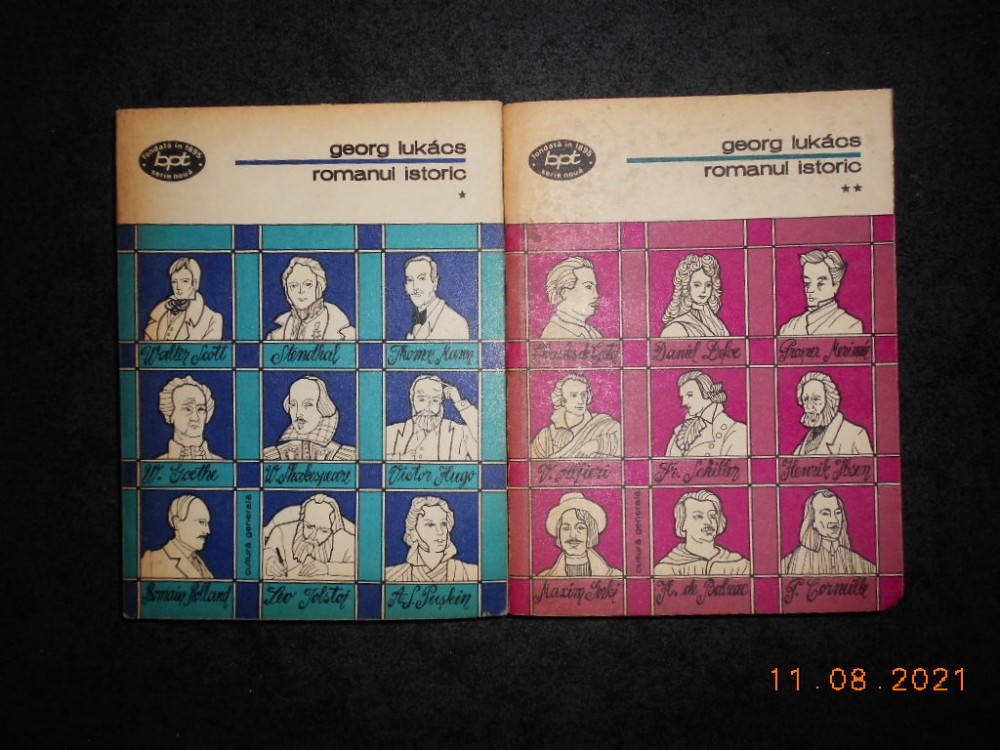 fondată în 1895
bpt
serie nouă
georg lukács
romanul istoric
*
Walter Scott
Stendhal
Thomas Mann
W. Goethe
W. Shakespeare
Victor Hugo
cultură generală
Romain Rolland
Lev Tolstoi
A. S. Pușkin
fondată în 1895
bpt
serie nouă
georg lukács
romanul istoric
**
Daniel Defoe
Prosper Merimée
V. Alfieri
Fr. Schiller
Henrik Ibsen
cultură generală
Maxim Gorki
H. de Balzac
P. Corneille
11.08.2021